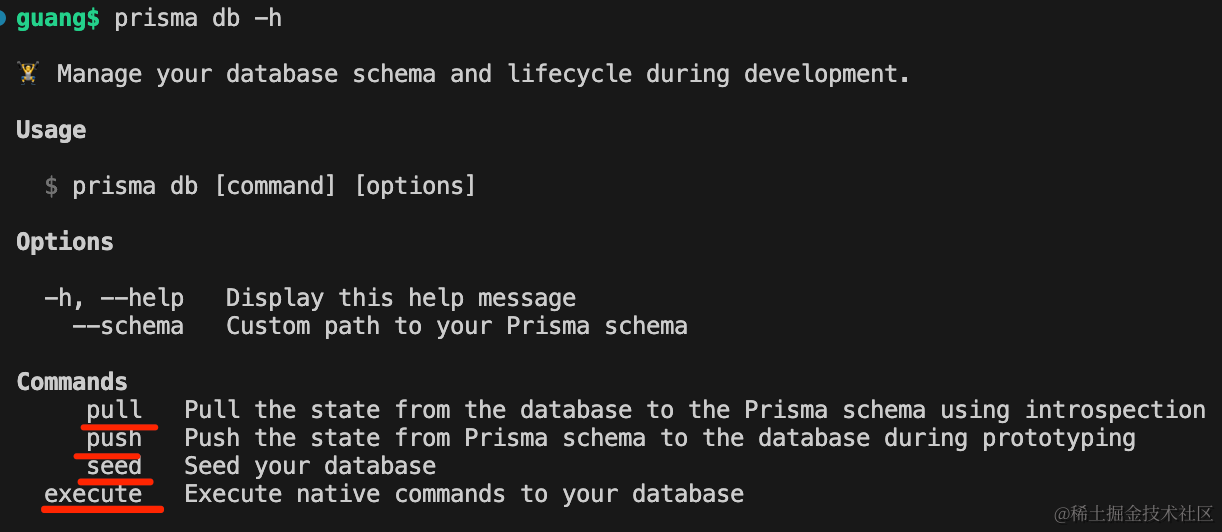 guang$ prisma db -h
🏋️ Manage your database schema and lifecycle during development.
Usage
$ prisma db [command] [options]
Options
-h, --help   Display this help message
--schema   Custom path to your Prisma schema
Commands
pull   Pull the state from the database to the Prisma schema using introspection
push   Push the state from Prisma schema to the database during prototyping
seed   Seed your database
execute   Execute native commands to your database
@稀土掘金技术社区